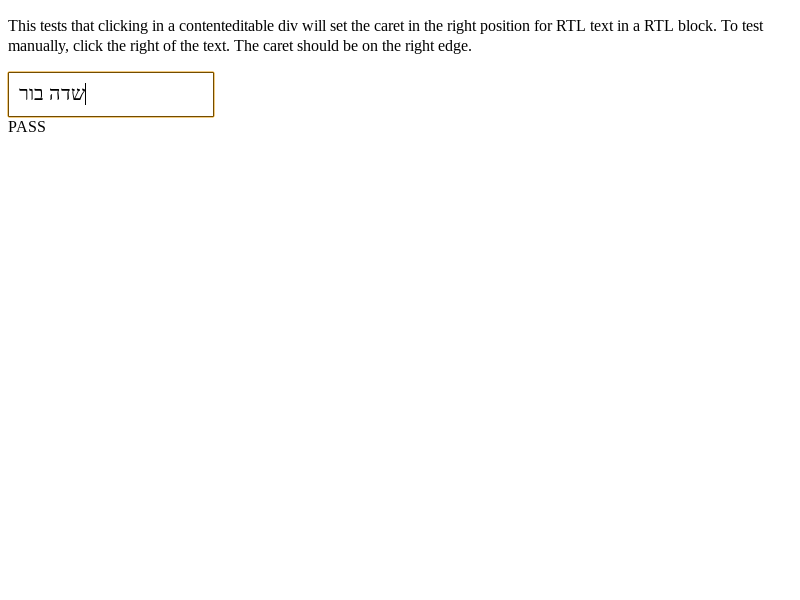 This tests that clicking in a contenteditable div will set the caret in the right position for RTL text in a RTL block. To test
manually, click the right of the text. The caret should be on the right edge.
שדה בור
PASS